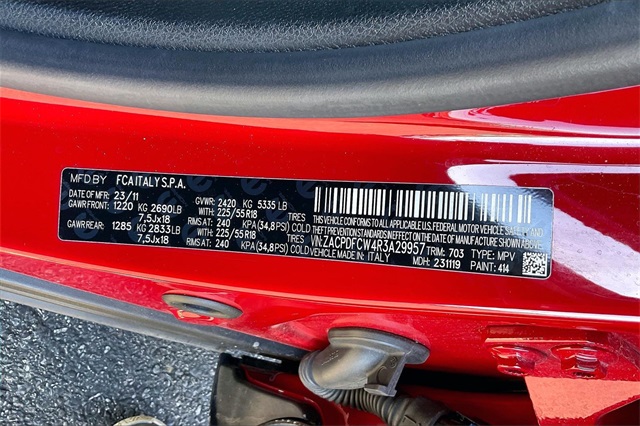 MFD BY FCA ITALY S.P.A.
DATE OF MFR: 23/11 GVWR: 2420 KG 5335 LB
GAWR FRONT: 1220 KG 2690LB WITH: 225/55R18 TIRES
7,5Jx18 RIMS AT: 240 KPA (34,8PSI) COLD
GAWR REAR: 1285 KG 2833LB WITH: 225/55R18 TIRES
7,5Jx18 RIMS AT: 240 KPA (34,8PSI) COLD
THIS VEHICLE CONFORMS TO ALL APPLICABLE U.S. FEDERAL MOTOR VEHICLE SAFETY AND
THEFT PREVENTION STANDARDS IN EFFECT ON THE DATE OF MANUFACTURE SHOWN ABOVE.
VIN: ZACPDFCW4R3A29957 TRIM: 703 TYPE: MPV
VEHICLE MADE IN: ITALY MDH: 231119 PAINT: 414